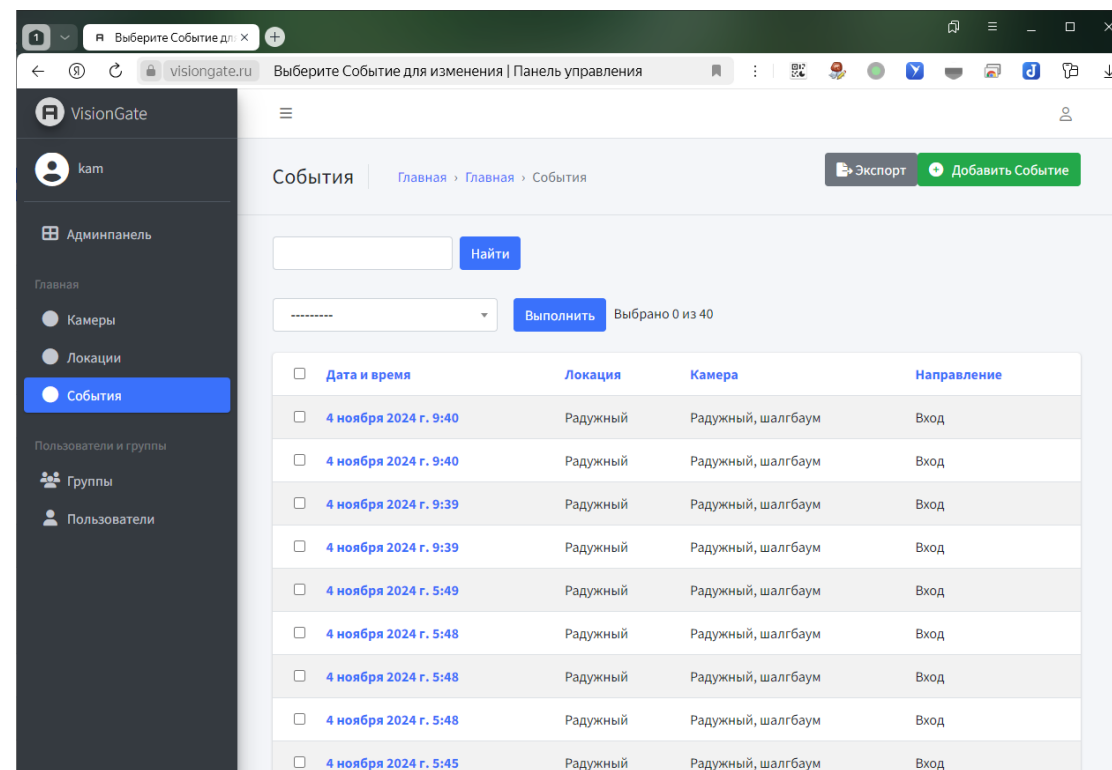 1
Выберите Событие дл
visiongate.ru Выберите Событие для изменения | Панель управления
VisionGate
kam
События Главная › Главная › События Экспорт Добавить Событие
Админпанель
Найти
Главная
Камеры
--------- Выполнить Выбрано 0 из 40
Локации
События
Пользователи и группы
Группы
Пользователи
Дата и время Локация Камера Направление
4 ноября 2024 г. 9:40 Радужный Радужный, шалгбаум Вход
4 ноября 2024 г. 9:40 Радужный Радужный, шалгбаум Вход
4 ноября 2024 г. 9:39 Радужный Радужный, шалгбаум Вход
4 ноября 2024 г. 9:39 Радужный Радужный, шалгбаум Вход
4 ноября 2024 г. 5:49 Радужный Радужный, шалгбаум Вход
4 ноября 2024 г. 5:48 Радужный Радужный, шалгбаум Вход
4 ноября 2024 г. 5:48 Радужный Радужный, шалгбаум Вход
4 ноября 2024 г. 5:48 Радужный Радужный, шалгбаум Вход
4 ноября 2024 г. 5:45 Радужный Радужный, шалгбаум Вход